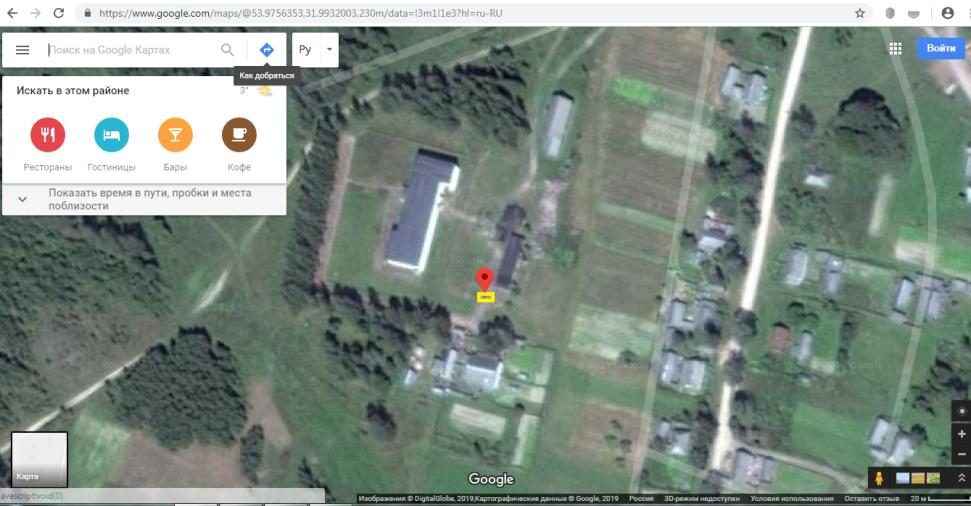 https://www.google.com/maps/@53.9756353,31.9932003,230m/data=!3m1!1e3?hl=ru-RU
Поиск на Google Картах
Ру
Войти
Как добраться
Искать в этом районе
3°
Рестораны
Гостиницы
Бары
Кофе
Показать время в пути, пробки и места
поблизости
Карта
avascript:void(0)
Google
Изображения © DigitalGlobe, 2019,Картографические данные © Google, 2019 Россия 3D-режим недоступен Условия использования Оставить отзыв 20 м